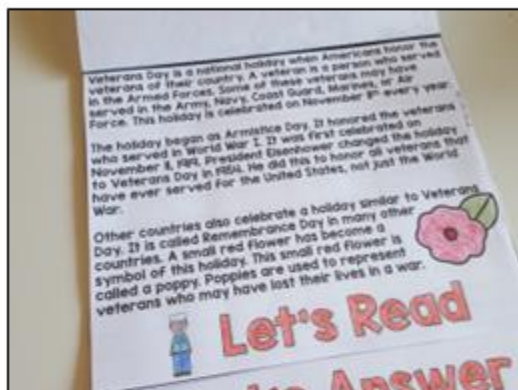 Veterans Day is a national holiday when Americans honor the
veterans of their country. A veteran is a person who served
in the Armed Forces. Some of these veterans may have
served in the Army, Navy, Coast Guard, Marines, or Air
Force. This holiday is celebrated on November 11th every year.
The holiday began as Armistice Day. It honored the veterans
who served in World War I. It was first celebrated on
November 11, 1919. President Eisenhower changed the holiday
to Veterans Day in 1954. He did this to honor all veterans that
have ever served for the United States, not just the World
War.
Other countries also celebrate a holiday similar to Veterans
Day. It is called Remembrance Day in many other
countries. A small red flower has become a
symbol of this holiday. This small red flower is
called a poppy. Poppies are used to represent
veterans who may have lost their lives in a war.
Let's Read
Answer